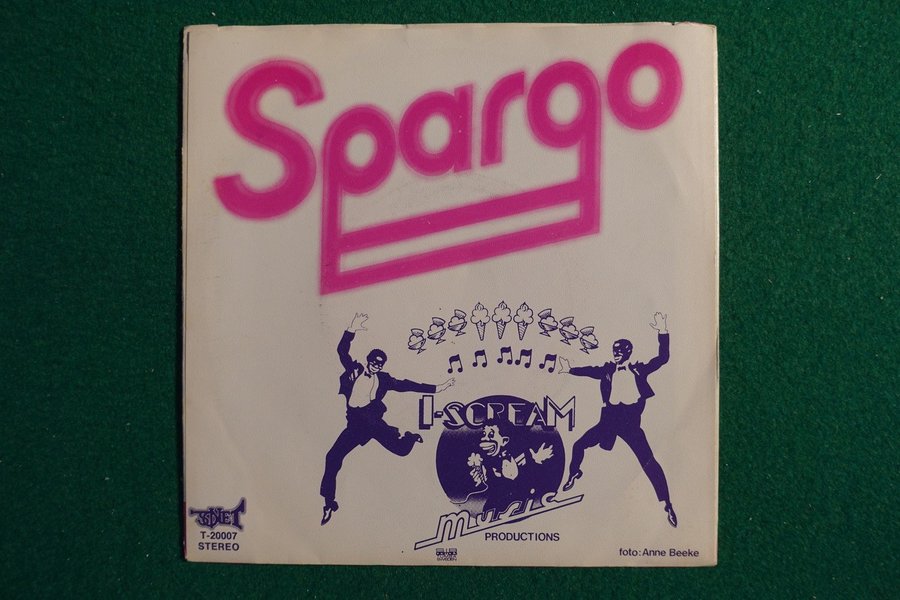 Spargo
I-SCREAM
Music
PRODUCTIONS
T-20007
STEREO
foto: Anne Beeke